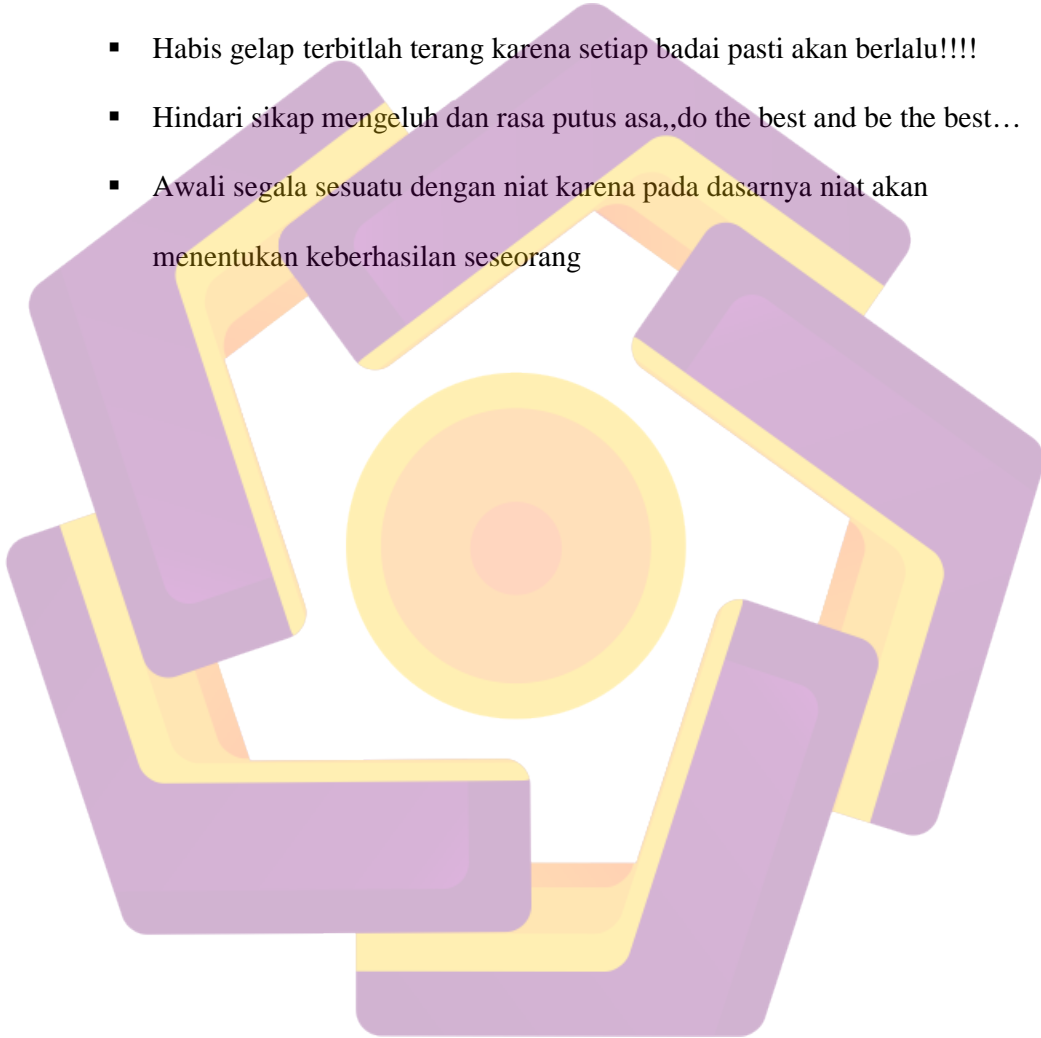 ▪ Habis gelap terbitlah terang karena setiap badai pasti akan berlalu!!!!
▪ Hindari sikap mengeluh dan rasa putus asa,,do the best and be the best…
▪ Awali segala sesuatu dengan niat karena pada dasarnya niat akan
menentukan keberhasilan seseorang